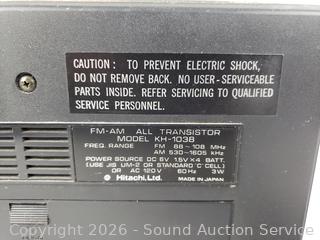 CAUTION: TO PREVENT ELECTRIC SHOCK,
DO NOT REMOVE BACK. NO USER-SERVICEABLE
PARTS INSIDE. REFER SERVICING TO QUALIFIED
SERVICE PERSONNEL.
FM-AM ALL TRANSISTOR
MODEL KH-1038
FREQ. RANGE FM 88~108 MHz
AM 530~1605 kHz
POWER SOURCE DC 6V 1.5V×4 BATT.
(USE JIS UM-2 OR STANDARD "C" CELL)
OR AC 120V 60Hz 3W
Hitachi, Ltd. MADE IN JAPAN
Copyright © 2026 - Sound Auction Service